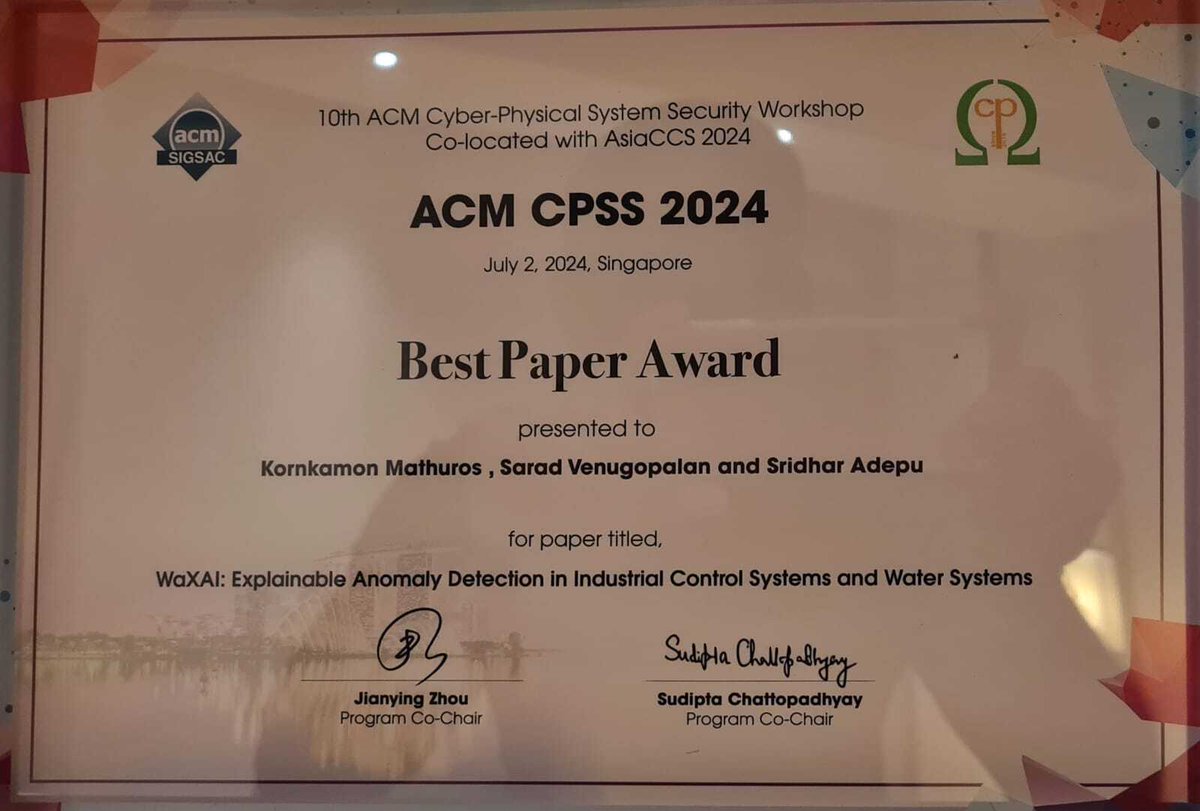 acm
SIGSAC
10th ACM Cyber-Physical System Security Workshop
Co-located with AsiaCCS 2024
cp
ACM CPSS 2024
July 2, 2024, Singapore
Best Paper Award
presented to
Kornkamon Mathuros , Sarad Venugopalan and Sridhar Adepu
for paper titled,
WaXAI: Explainable Anomaly Detection in Industrial Control Systems and Water Systems
Sudipta Chattopadhyay
Jianying Zhou
Program Co-Chair
Sudipta Chattopadhyay
Program Co-Chair